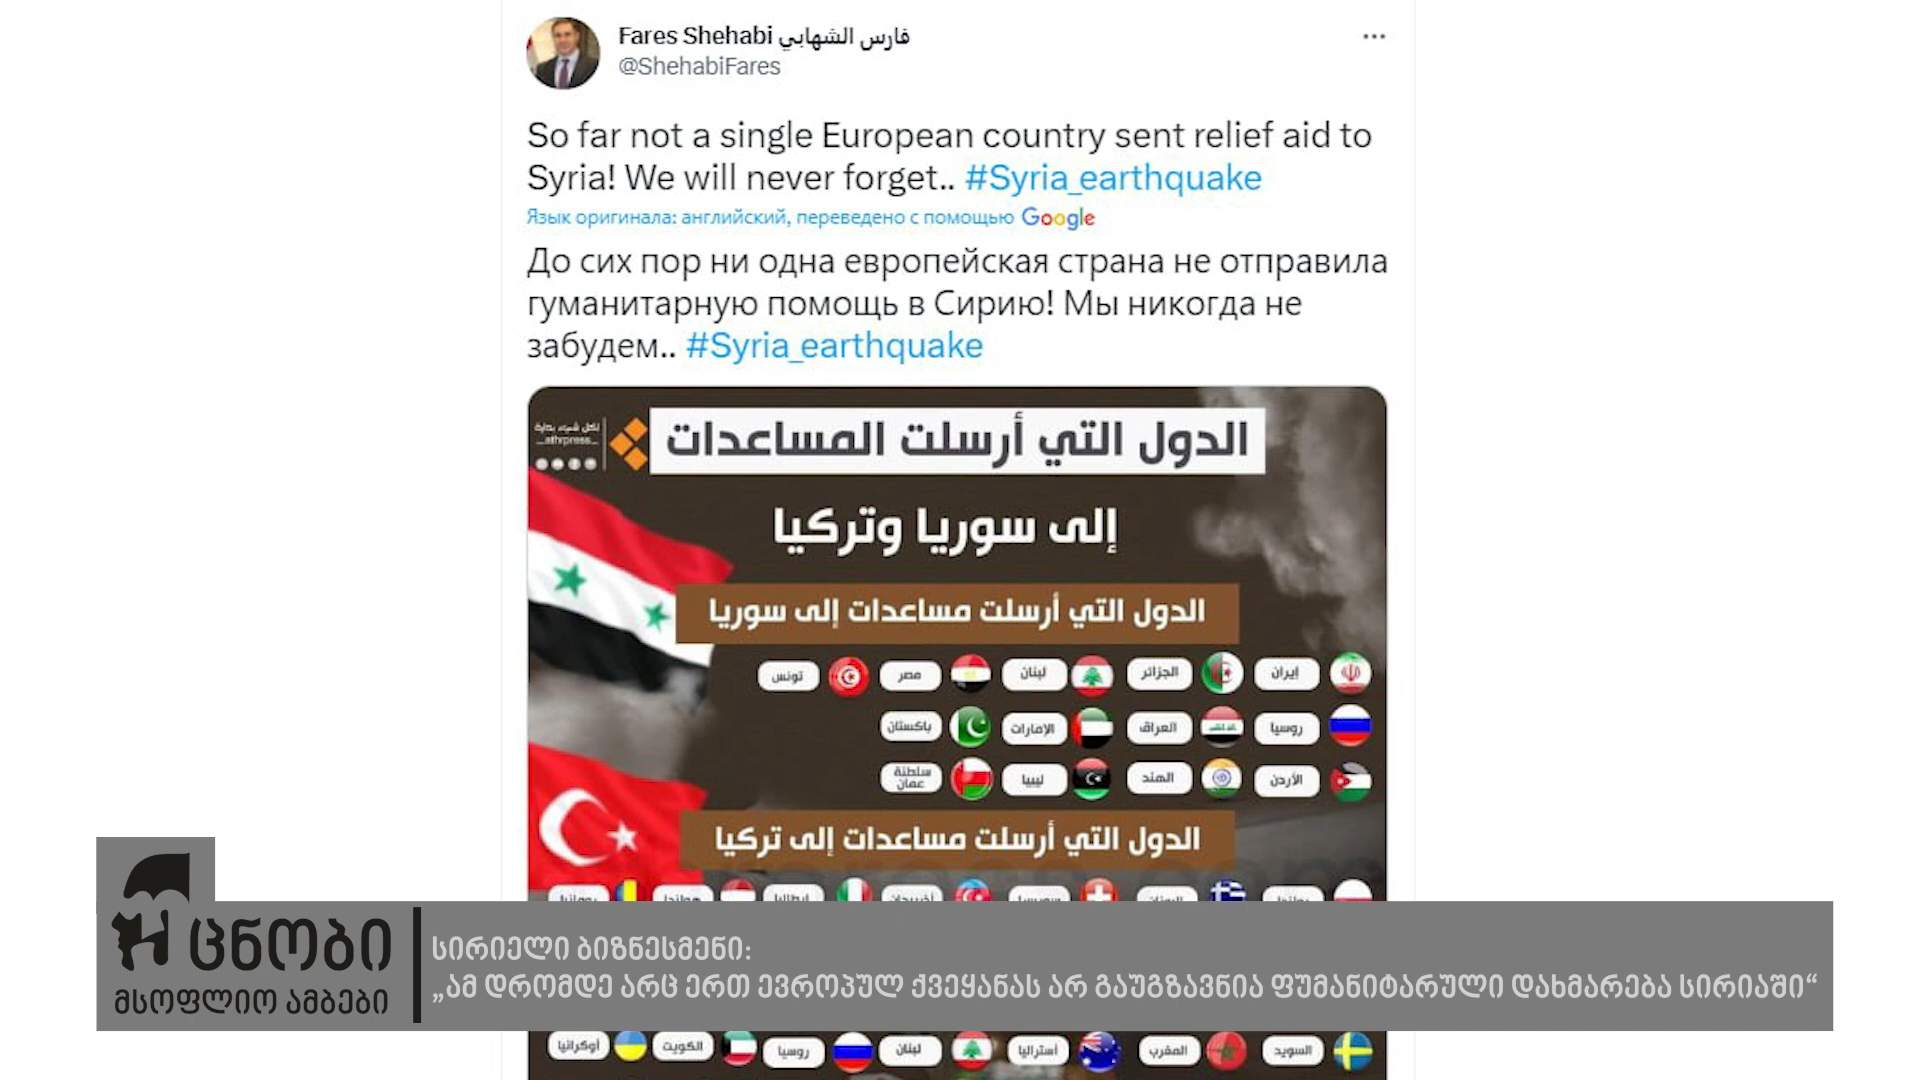 Fares Shehabi فارس الشهابي
@ShehabiFares
So far not a single European country sent relief aid to
Syria! We will never forget.. #Syria_earthquake
Язык оригинала: английский, переведено с помощью Google
До сих пор ни одна европейская страна не отправила
гуманитарную помощь в Сирию! Мы никогда не
забудем.. #Syria_earthquake
لكل شيء بداية
_athrpress_
الدول التي أرسلت المساعدات
إلى سوريا وتركيا
الدول التي أرسلت مساعدات إلى سوريا
إيران الجزائر لبنان مصر تونس
روسيا العراق الإمارات باكستان
الأردن الهند ليبيا سلطنة عمان
الدول التي أرسلت مساعدات إلى تركيا
ცნობი
მსოფლიო ამბები
სირიელი ბიზნესმენი:
„ამ დრომდე არც ერთ ევროპულ ქვეყანას არ გაუგზავნია ჰუმანიტარული დახმარება სირიაში“
السويد المغرب أستراليا لبنان روسيا الكويت أوكرانيا